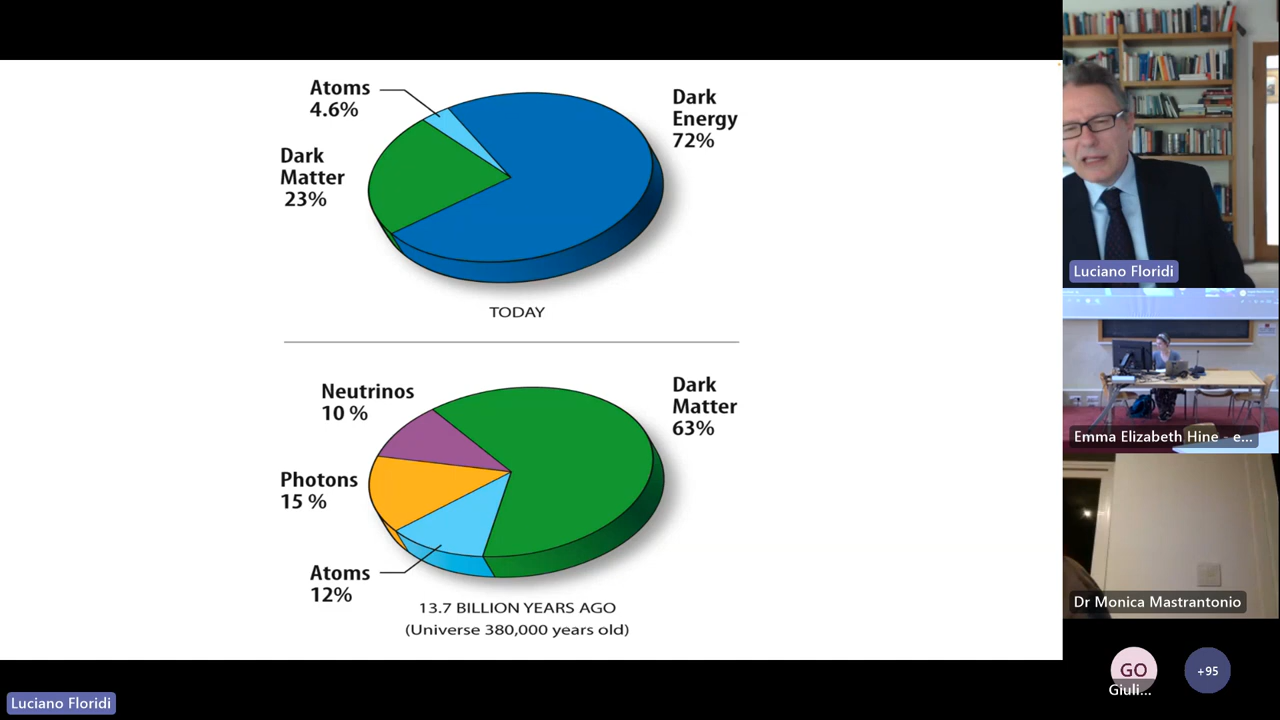 Atoms
4.6%
Dark
Energy
72%
Dark
Matter
23%
TODAY
Neutrinos
10 %
Dark
Matter
63%
Photons
15 %
Atoms
12%
13.7 BILLION YEARS AGO
(Universe 380,000 years old)
Luciano Floridi
Luciano Floridi
Emma Elizabeth Hine - e...
Dr Monica Mastrantonio
GO
Giuli...
+95